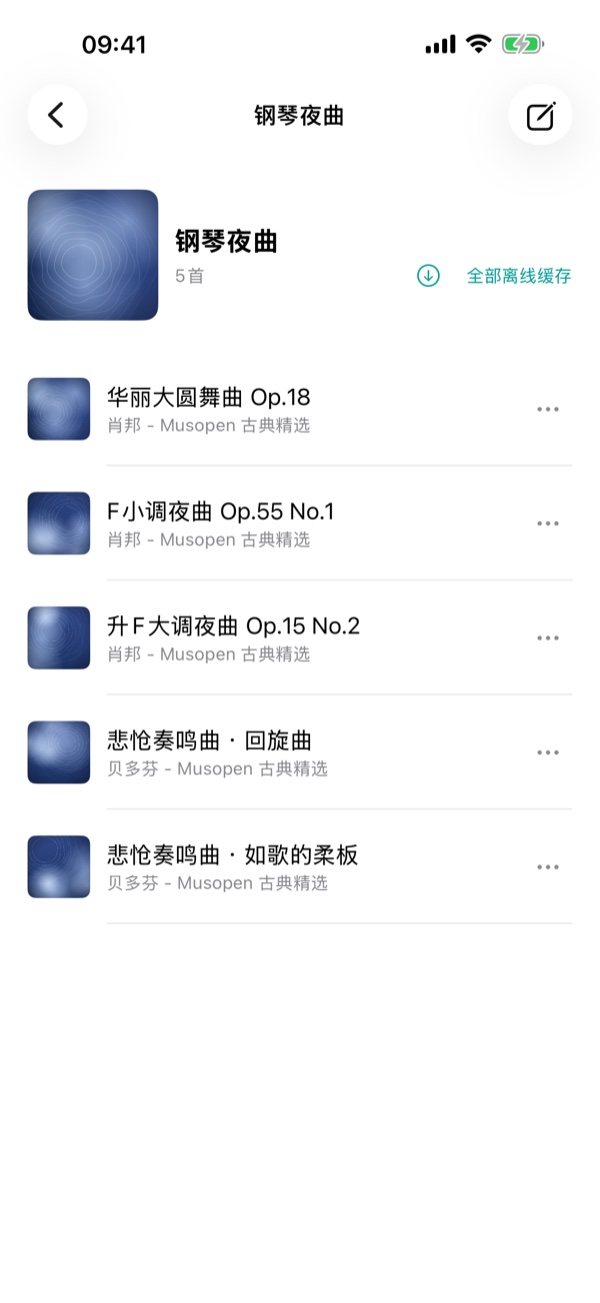 09:41
钢琴夜曲
钢琴夜曲
5首
全部离线缓存
华丽大圆舞曲 Op.18
肖邦 - Musopen 古典精选
F小调夜曲 Op.55 No.1
肖邦 - Musopen 古典精选
升F大调夜曲 Op.15 No.2
肖邦 - Musopen 古典精选
悲怆奏鸣曲 · 回旋曲
贝多芬 - Musopen 古典精选
悲怆奏鸣曲 · 如歌的柔板
贝多芬 - Musopen 古典精选